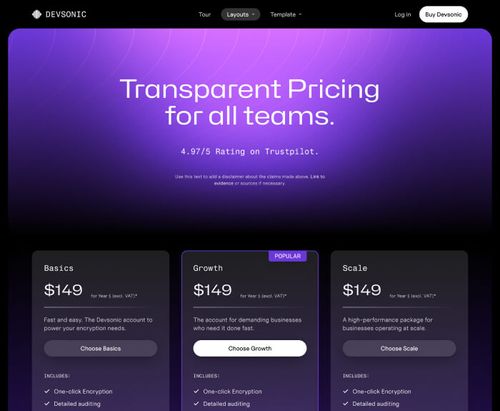 DEVSONIC
Tour
Layouts
Template
Log in
Buy Devsonic
Transparent Pricing
for all teams.
4.97/5 Rating on Trustpilot.
Use this text to add a disclaimer about the claims made above. Link to
evidence or sources if necessary.
POPULAR
Basics
$149
for Year 1 (excl. VAT)*
Fast and easy. The Devsonic account to
power your encryption needs.
Choose Basics
INCLUDES:
One-click Encryption
Detailed auditing
Growth
$149
for Year 1 (excl. VAT)*
The account for demanding businesses
who need it done fast.
Choose Growth
INCLUDES:
One-click Encryption
Detailed auditing
Scale
$149
for Year 1 (excl. VAT)*
A high-performance package for
businesses operating at scale.
Choose Scale
INCLUDES:
One-click Encryption
Detailed auditing